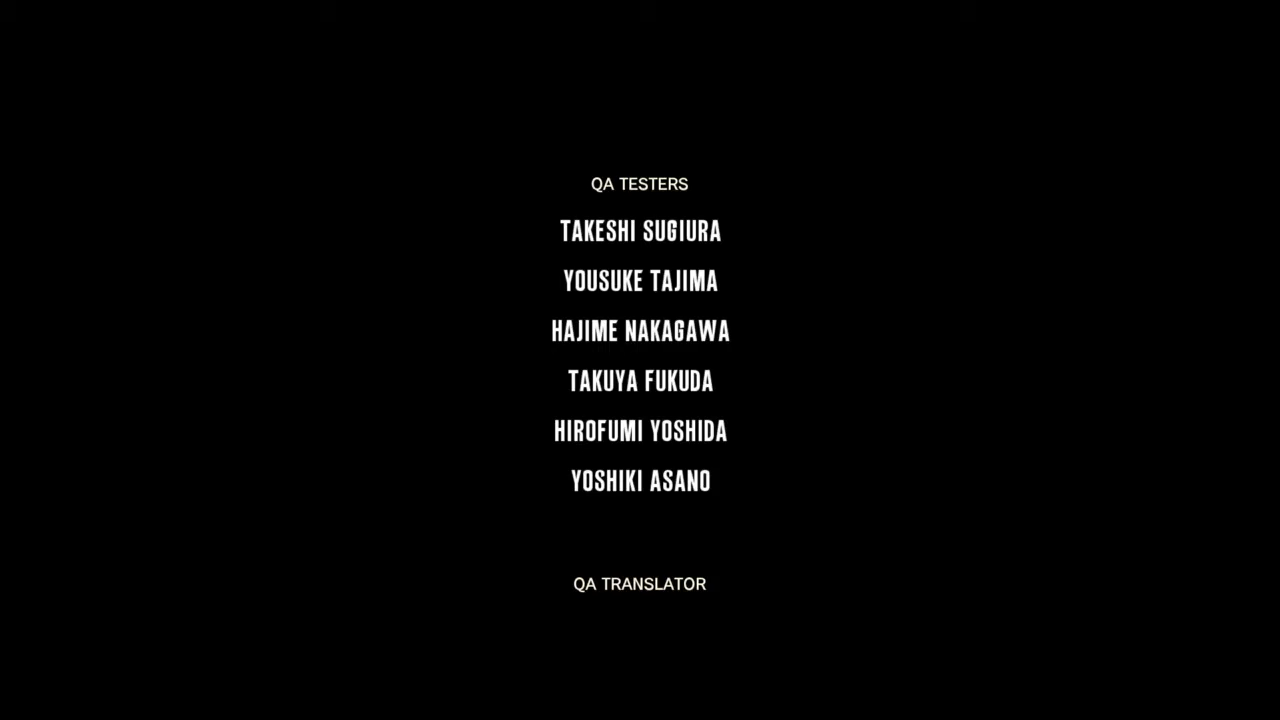 QA TESTERS
TAKESHI SUGIURA
YOUSUKE TAJIMA
HAJIME NAKAGAWA
TAKUYA FUKUDA
HIROFUMI YOSHIDA
YOSHIKI ASANO
QA TRANSLATOR